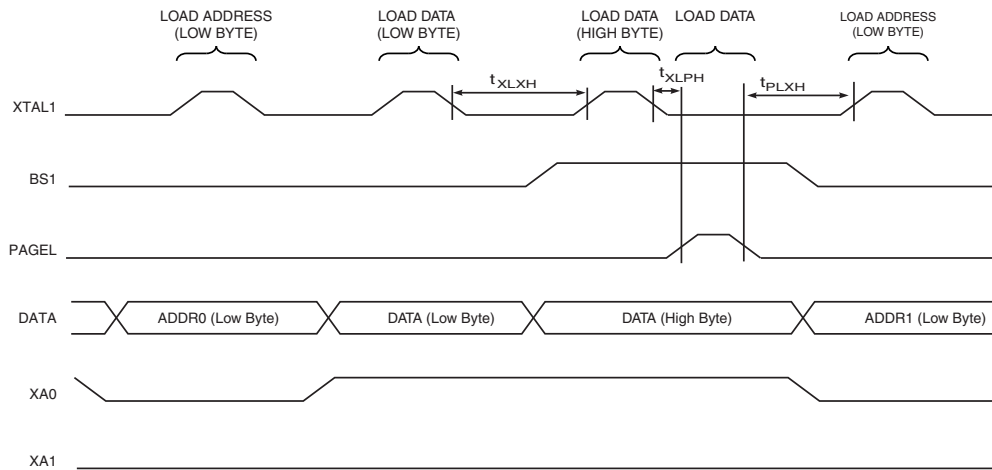 LOAD ADDRESS
(LOW BYTE)
LOAD DATA
(LOW BYTE)
LOAD DATA
(HIGH BYTE)
LOAD DATA
LOAD ADDRESS
(LOW BYTE)
tXLXH
tXLPH
tPLXH
XTAL1
BS1
PAGEL
DATA
ADDR0 (Low Byte)
DATA (Low Byte)
DATA (High Byte)
ADDR1 (Low Byte)
XA0
XA1